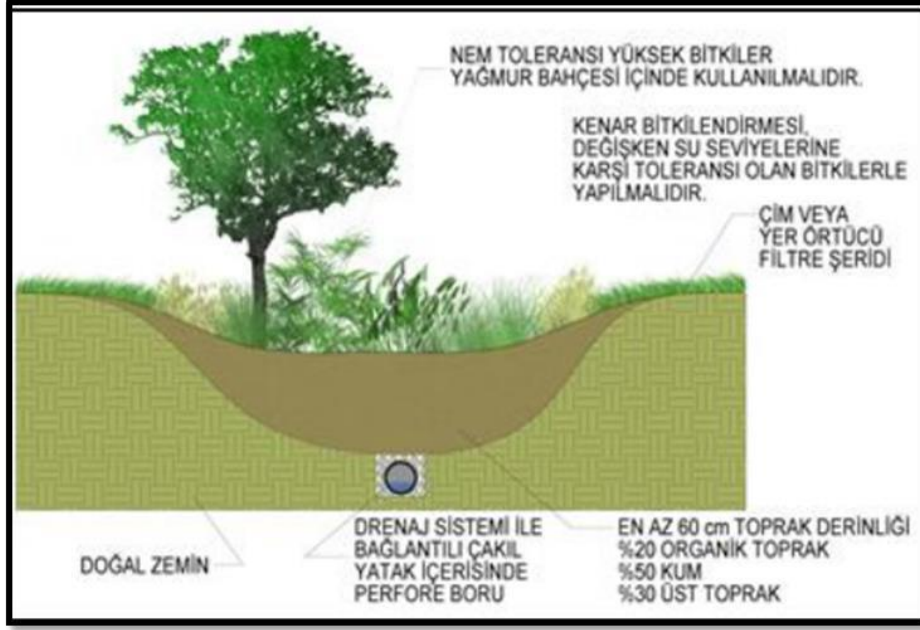 NEM TOLERANSI YÜKSEK BİTKİLER
YAĞMUR BAHÇESİ İÇİNDE KULLANILMALIDIR.
KENAR BİTKİLENDİRMESİ,
DEĞİŞKEN SU SEVİYELERİNE
KARŞI TOLERANSI OLAN BİTKİLERLE
YAPILMALIDIR.
ÇİM VEYA
YER ÖRTÜCÜ
FİLTRE ŞERİDİ
DOĞAL ZEMİN
DRENAJ SİSTEMİ İLE
BAĞLANTILI ÇAKIL
YATAK İÇERİSİNDE
PERFORE BORU
EN AZ 60 cm TOPRAK DERİNLİĞİ
%20 ORGANİK TOPRAK
%50 KUM
%30 ÜST TOPRAK